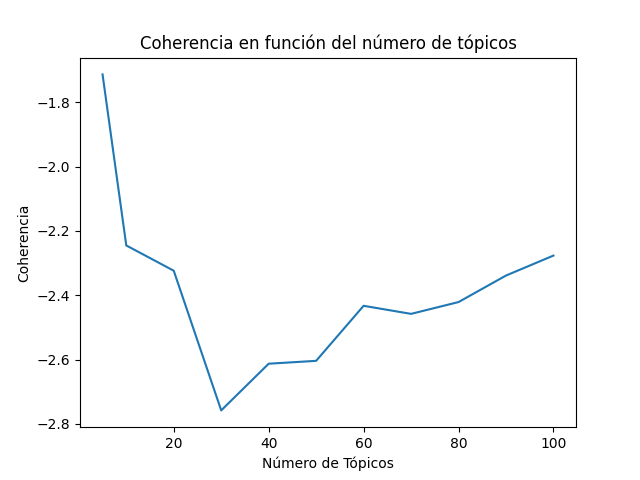 Coherencia en función del número de tópicos
−1.8
−2.0
−2.2
−2.4
−2.6
−2.8
Coherencia
20 40 60 80 100
Número de Tópicos